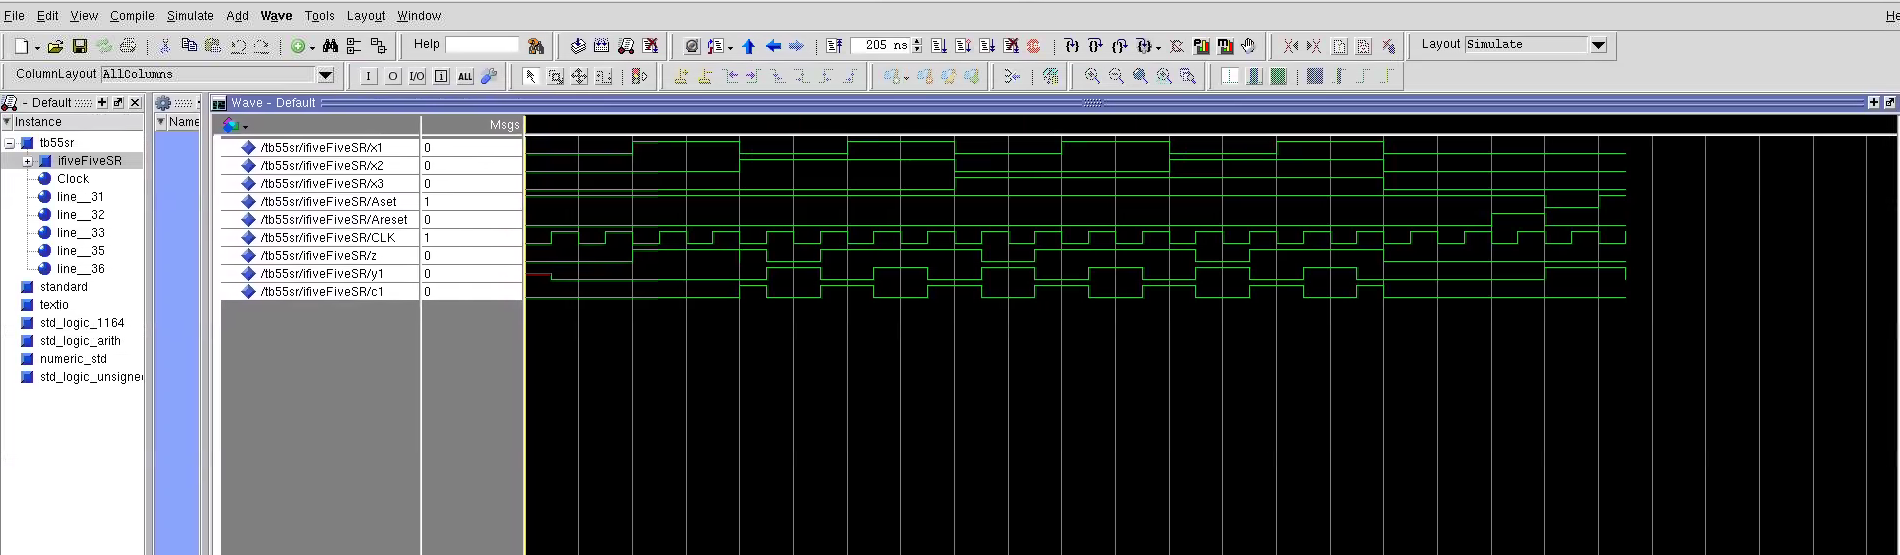 File Edit View Compile Simulate Add Wave Tools Layout Window
Help 205 ns Layout Simulate
ColumnLayout AllColumns I O I/O i ALL
- Default Name Wave - Default
Instance Msgs
tb55sr
ifiveFiveSR
Clock
line__31
line__32
line__33
line__35
line__36
standard
textio
std_logic_1164
std_logic_arith
numeric_std
std_logic_unsigned
/tb55sr/ifiveFiveSR/x1 0
/tb55sr/ifiveFiveSR/x2 0
/tb55sr/ifiveFiveSR/x3 0
/tb55sr/ifiveFiveSR/Aset 1
/tb55sr/ifiveFiveSR/Areset 0
/tb55sr/ifiveFiveSR/CLK 1
/tb55sr/ifiveFiveSR/z 0
/tb55sr/ifiveFiveSR/y1 0
/tb55sr/ifiveFiveSR/c1 0